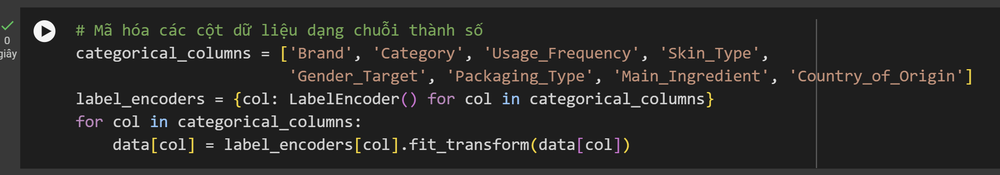 # Mã hóa các cột dữ liệu dạng chuỗi thành số
categorical_columns = ['Brand', 'Category', 'Usage_Frequency', 'Skin_Type',
'Gender_Target', 'Packaging_Type', 'Main_Ingredient', 'Country_of_Origin']
label_encoders = {col: LabelEncoder() for col in categorical_columns}
for col in categorical_columns:
data[col] = label_encoders[col].fit_transform(data[col])
0
giây